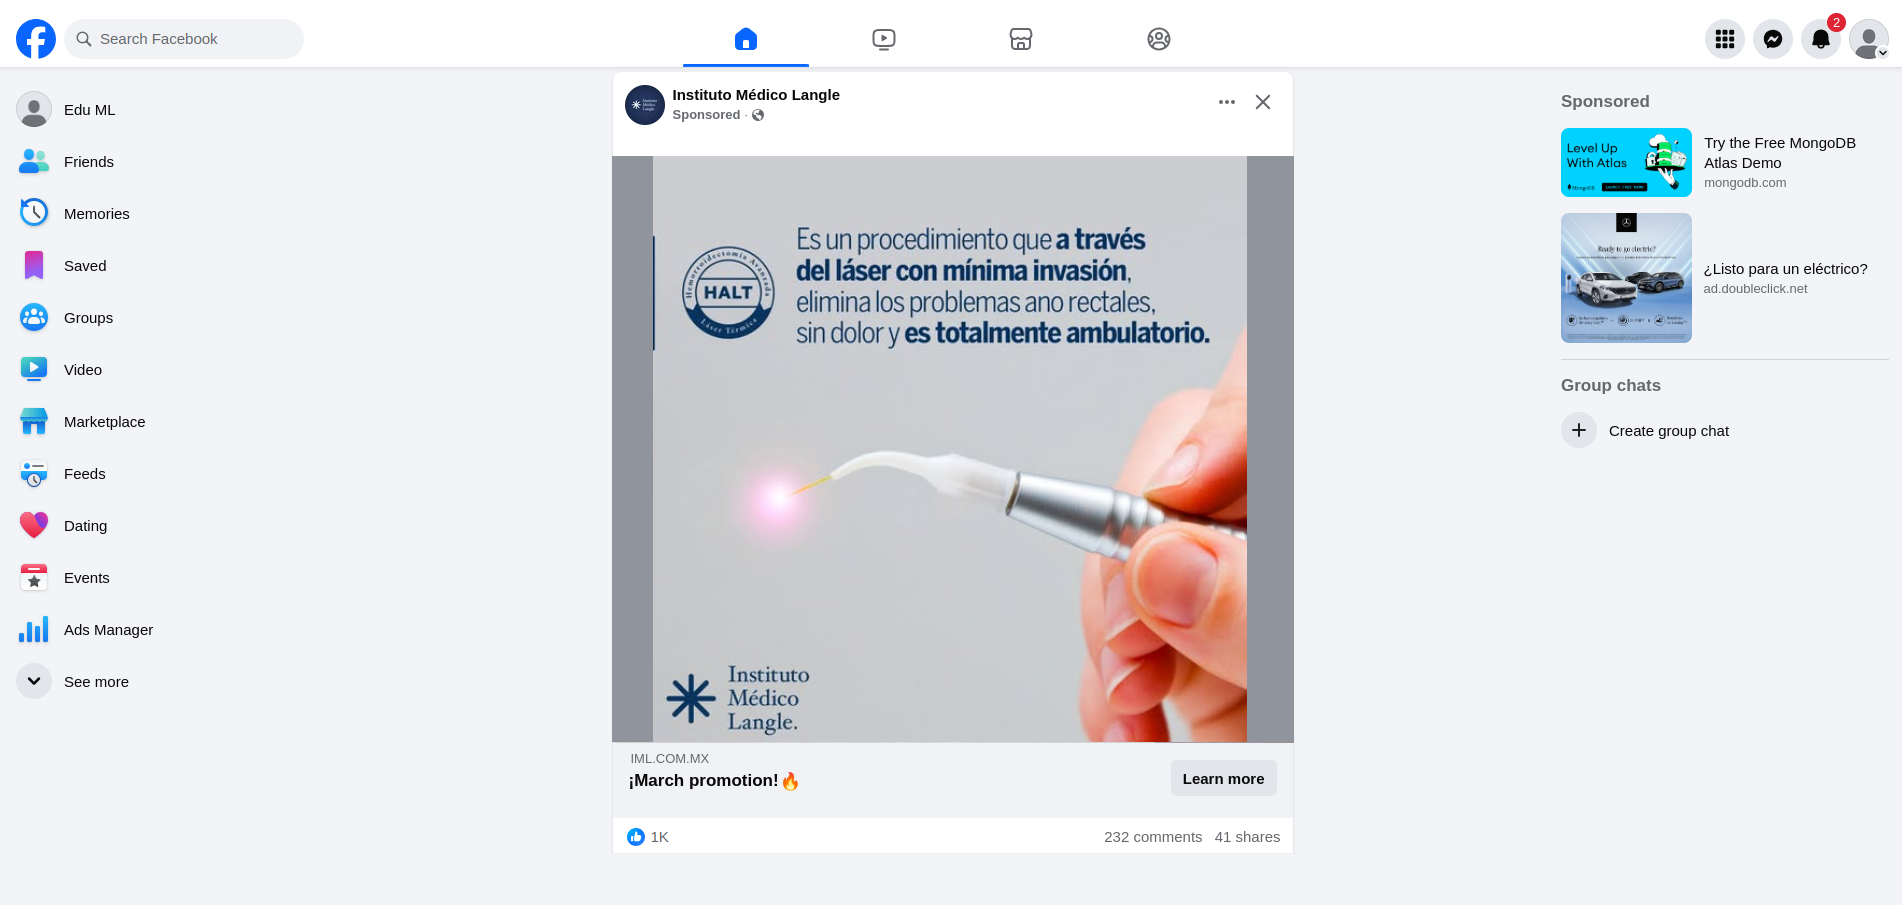 Search Facebook
2
Edu ML
Friends
Memories
Saved
Groups
Video
Marketplace
Feeds
Dating
Events
Ads Manager
See more
Instituto Médico Langle
Sponsored ·
Es un procedimiento que a través
del láser con mínima invasión,
elimina los problemas ano rectales,
sin dolor y es totalmente ambulatorio.
Hemorroidectomía Avanzada
HALT
Láser Térmica
Instituto
Médico
Langle.
IML.COM.MX
¡March promotion!🔥
Learn more
1K
232 comments 41 shares
Sponsored
Level Up
With Atlas
MongoDB
Try the Free MongoDB
Atlas Demo
mongodb.com
Ready to go electric?
¿Listo para un eléctrico?
ad.doubleclick.net
Group chats
Create group chat